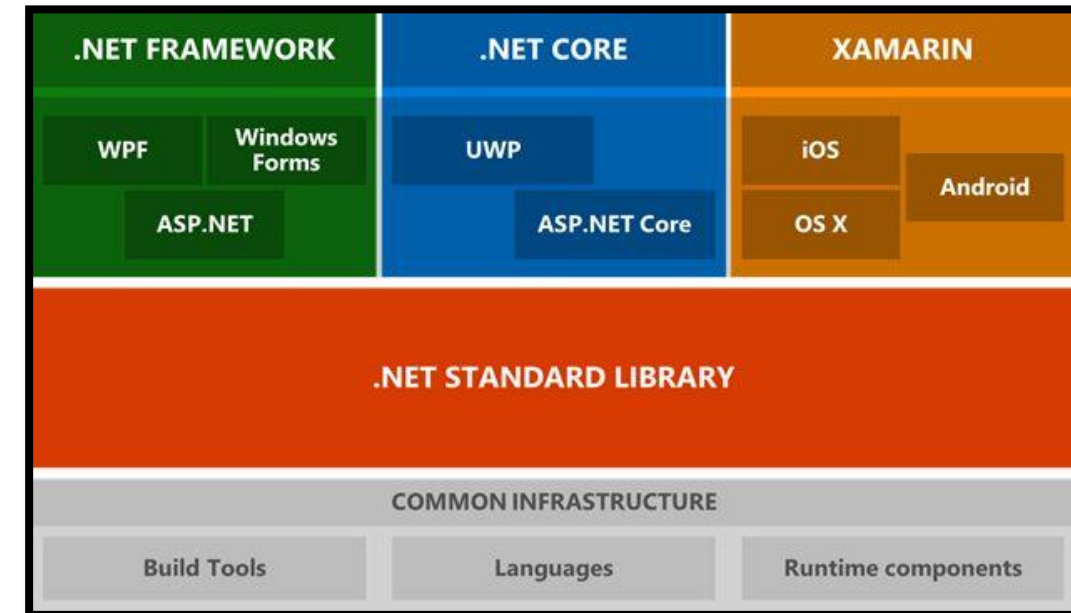 .NET FRAMEWORK
.NET CORE
XAMARIN
WPF
Windows
Forms
ASP.NET
UWP
ASP.NET Core
iOS
Android
OS X
.NET STANDARD LIBRARY
COMMON INFRASTRUCTURE
Build Tools
Languages
Runtime components